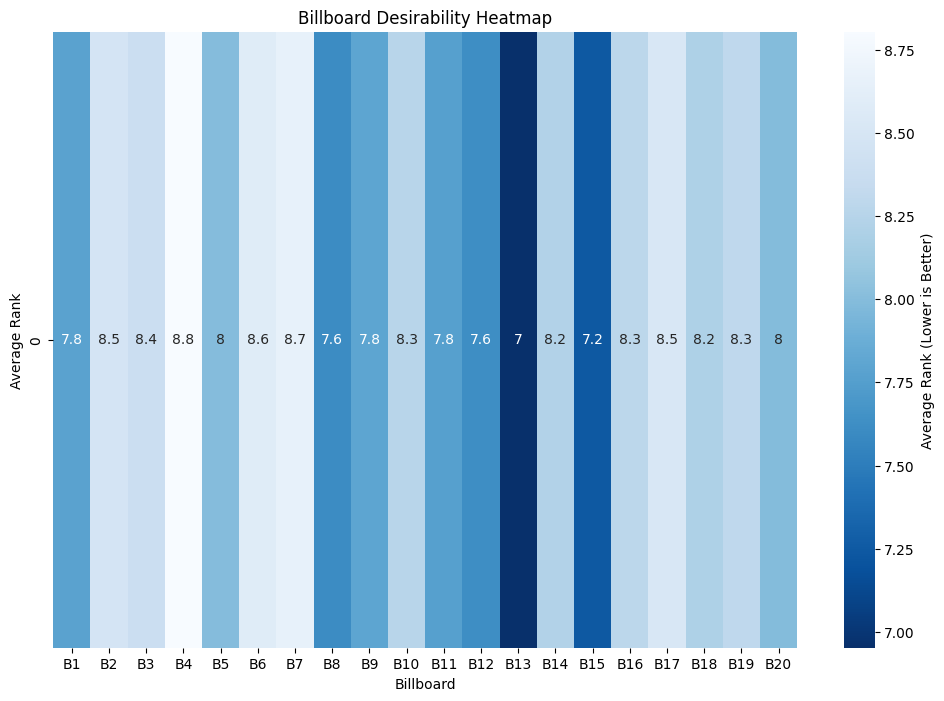 Billboard Desirability Heatmap
Average Rank
0
7.8 8.5 8.4 8.8 8 8.6 8.7 7.6 7.8 8.3 7.8 7.6 7 8.2 7.2 8.3 8.5 8.2 8.3 8
B1 B2 B3 B4 B5 B6 B7 B8 B9 B10 B11 B12 B13 B14 B15 B16 B17 B18 B19 B20
Billboard
8.75
8.50
8.25
8.00
7.75
7.50
7.25
7.00
Average Rank (Lower is Better)